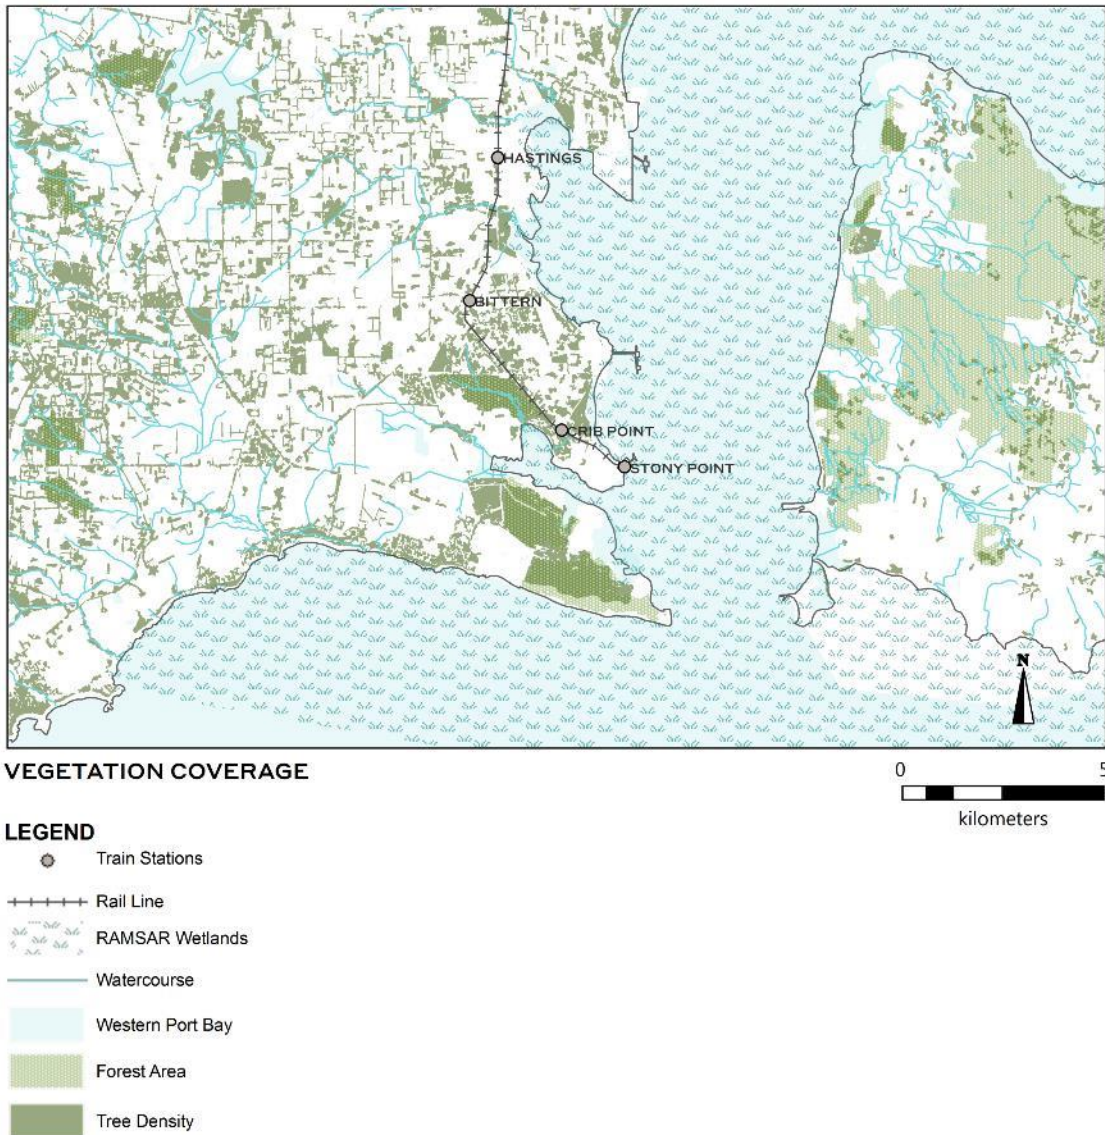 HASTINGS
BITTERN
CRIB POINT
STONY POINT
N
VEGETATION COVERAGE
0 5
kilometers
LEGEND
Train Stations
Rail Line
RAMSAR Wetlands
Watercourse
Western Port Bay
Forest Area
Tree Density